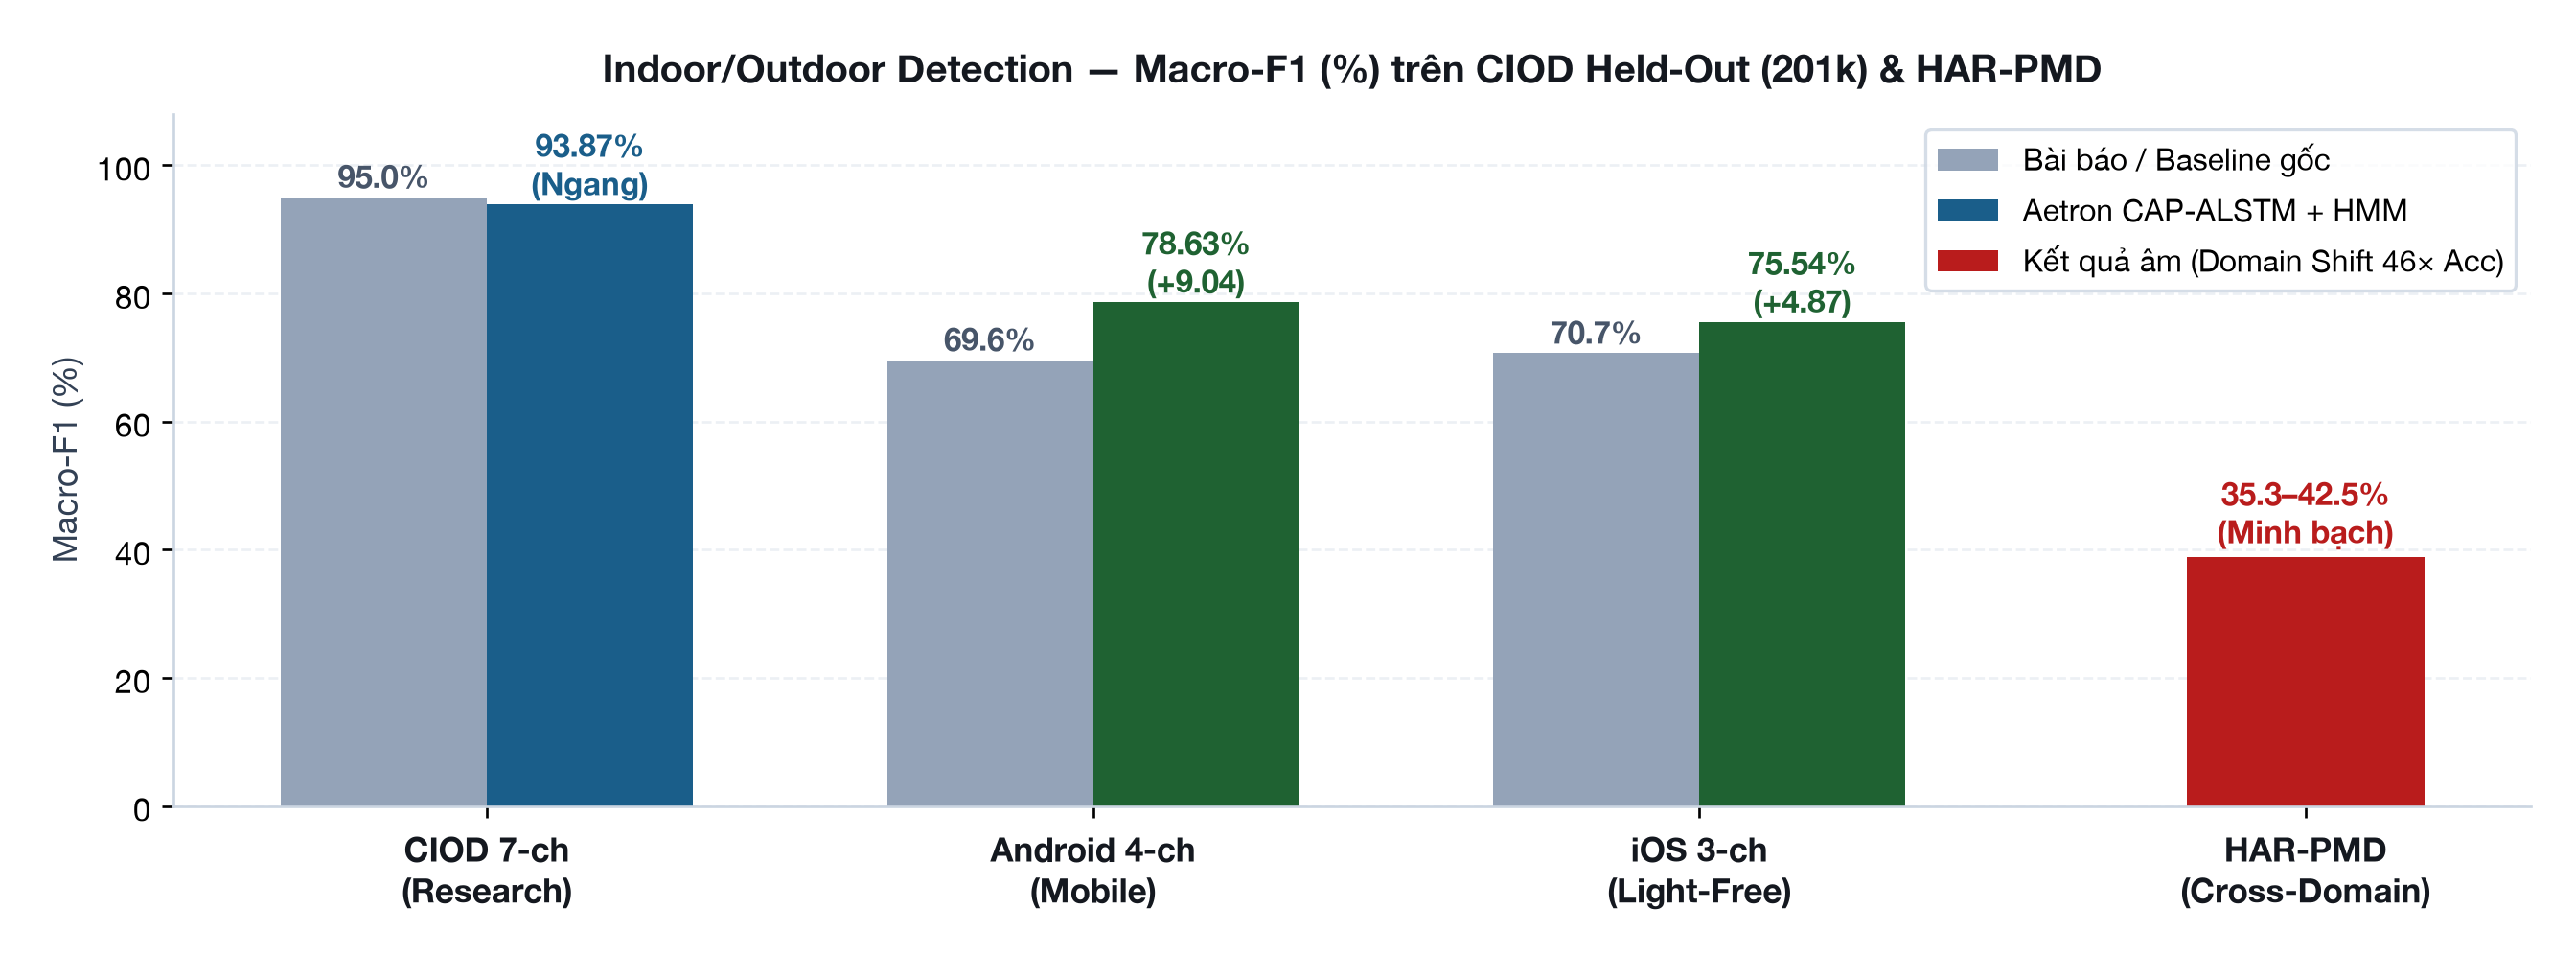 Indoor/Outdoor Detection — Macro-F1 (%) trên CIOD Held-Out (201k) & HAR-PMD
Macro-F1 (%)
100
80
60
40
20
0
95.0%
93.87%
(Ngang)
69.6%
78.63%
(+9.04)
70.7%
75.54%
(+4.87)
35.3–42.5%
(Minh bạch)
Bài báo / Baseline gốc
Aetron CAP-ALSTM + HMM
Kết quả âm (Domain Shift 46× Acc)
CIOD 7-ch
(Research)
Android 4-ch
(Mobile)
iOS 3-ch
(Light-Free)
HAR-PMD
(Cross-Domain)